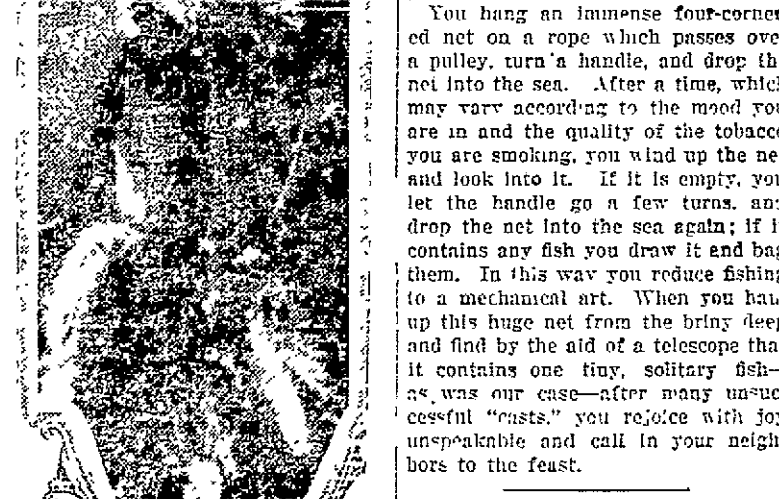 You hang an immense four-corner
ed net on a rope which passes ove
a pulley, turn a handle, and drop th
net into the sea. After a time, which
may vary according to the mood you
are in and the quality of the tobacco
you are smoking, you wind up the ne
and look into it. If it is empty, you
let the handle go a few turns, and
drop the net into the sea again; if i
contains any fish you draw it end bag
them. In this way you reduce fishing
to a mechanical art. When you hau
up this huge net from the briny deep
and find by the aid of a telescope tha
it contains one tiny, solitary fish—
as was our case—after many unsuc
cessful "casts," you rejoice with joy
unspeakable and call in your neigh
bors to the feast.